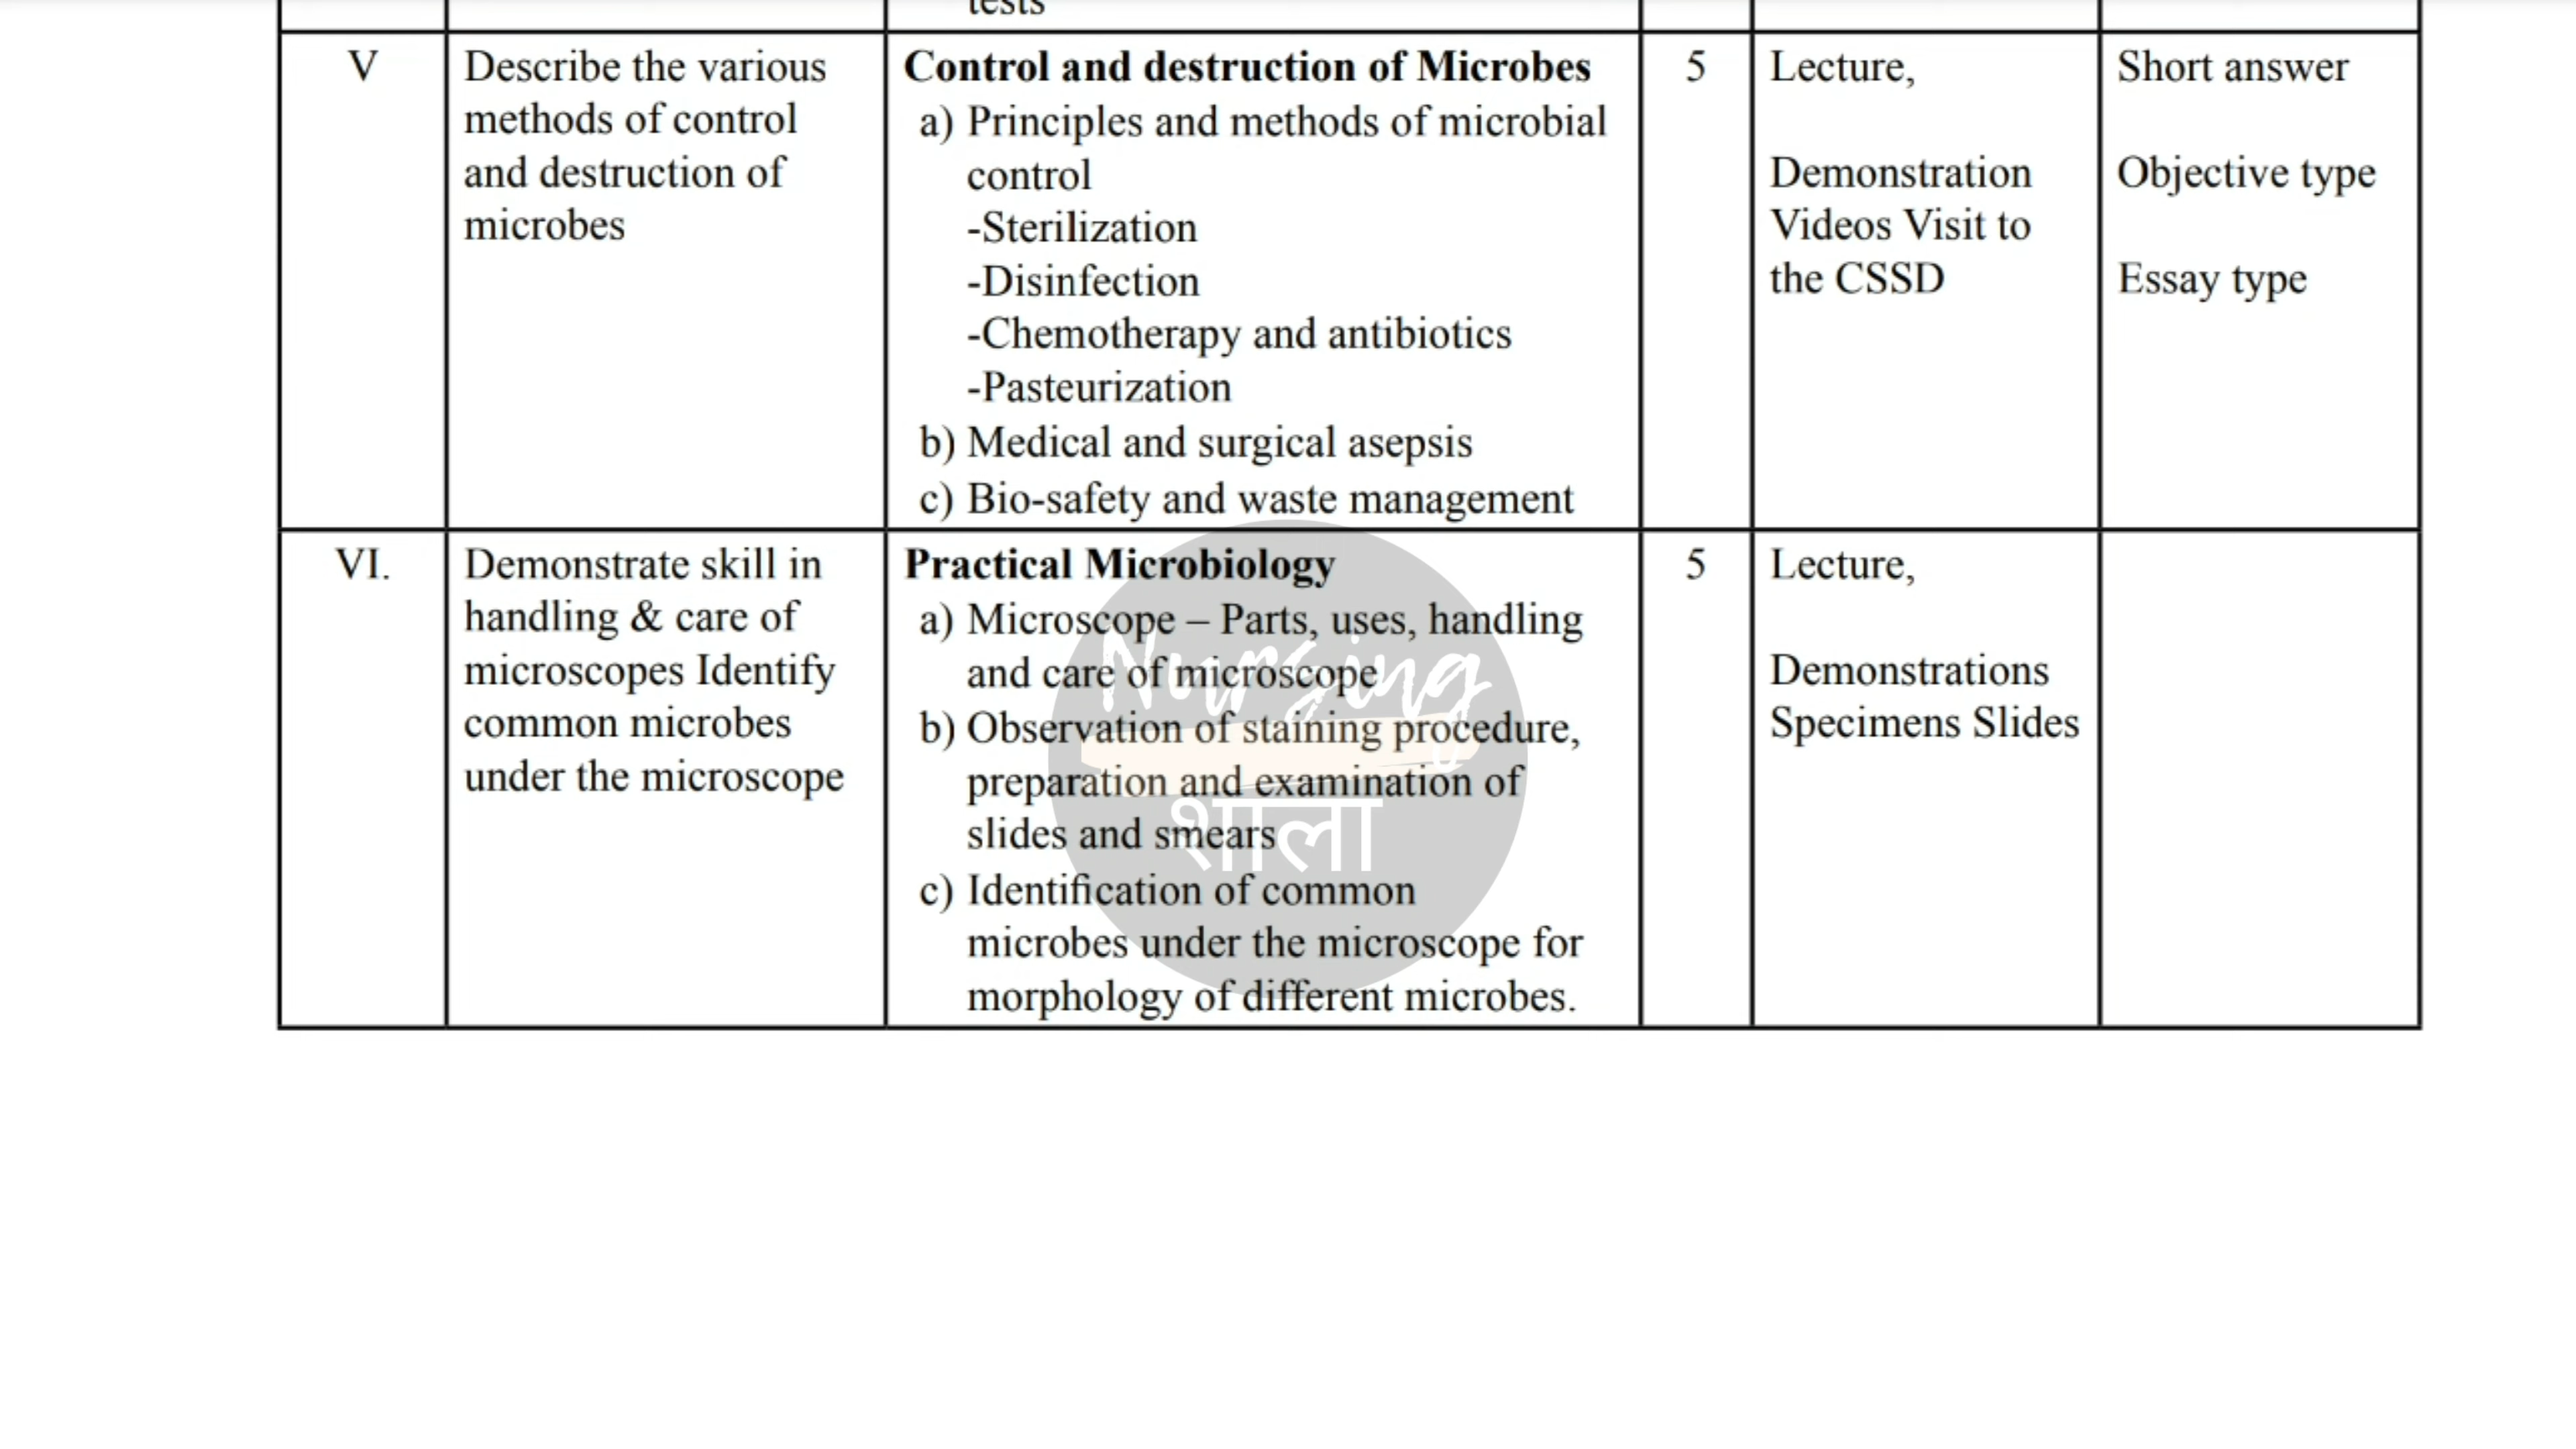 tests
V
Describe the various
methods of control
and destruction of
microbes
Control and destruction of Microbes
a) Principles and methods of microbial
control
-Sterilization
-Disinfection
-Chemotherapy and antibiotics
-Pasteurization
b) Medical and surgical asepsis
c) Bio-safety and waste management
5
Lecture,
Demonstration
Videos Visit to
the CSSD
Short answer
Objective type
Essay type
VI.
Demonstrate skill in
handling & care of
microscopes Identify
common microbes
under the microscope
Practical Microbiology
a) Microscope – Parts, uses, handling
and care of microscope
b) Observation of staining procedure,
preparation and examination of
slides and smears
c) Identification of common
microbes under the microscope for
morphology of different microbes.
5
Lecture,
Demonstrations
Specimens Slides
Nursing
शाला